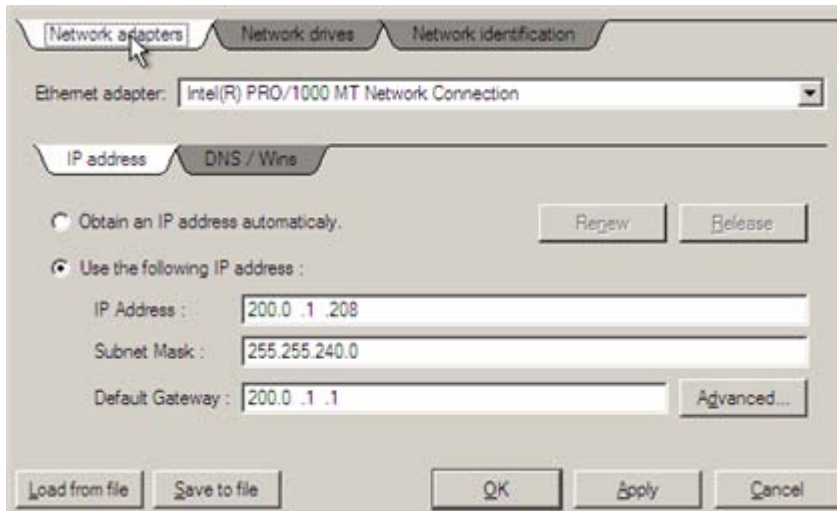 Network adapters Network drives Network identification
Ethernet adapter: Intel(R) PRO/1000 MT Network Connection
IP address DNS / Wins
Obtain an IP address automaticaly. Renew Release
Use the following IP address :
IP Address : 200.0 .1 .208
Subnet Mask : 255.255.240.0
Default Gateway : 200.0 .1 .1 Advanced...
Load from file Save to file OK Apply Cancel